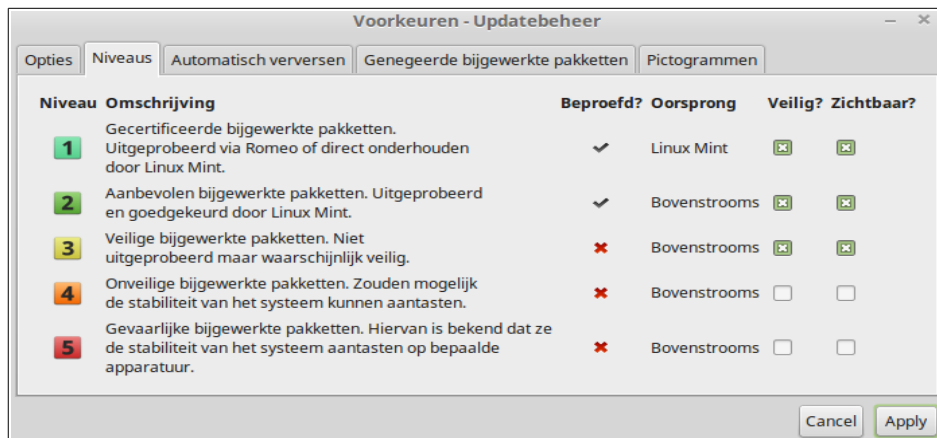 Voorkeuren - Updatebeheer
Opties Niveaus Automatisch verversen Genegeerde bijgewerkte pakketten Pictogrammen
Niveau Omschrijving Beproefd? Oorsprong Veilig? Zichtbaar?
Gecertificeerde bijgewerkte pakketten.
1 Uitgeprobeerd via Romeo of direct onderhouden Linux Mint
door Linux Mint.
Aanbevolen bijgewerkte pakketten. Uitgeprobeerd
2 en goedgekeurd door Linux Mint. Bovenstrooms
Veilige bijgewerkte pakketten. Niet
3 uitgeprobeerd maar waarschijnlijk veilig. Bovenstrooms
Onveilige bijgewerkte pakketten. Zouden mogelijk
4 de stabiliteit van het systeem kunnen aantasten. Bovenstrooms
Gevaarlijke bijgewerkte pakketten. Hiervan is bekend dat ze
5 de stabiliteit van het systeem aantasten op bepaalde Bovenstrooms
apparatuur.
Cancel Apply